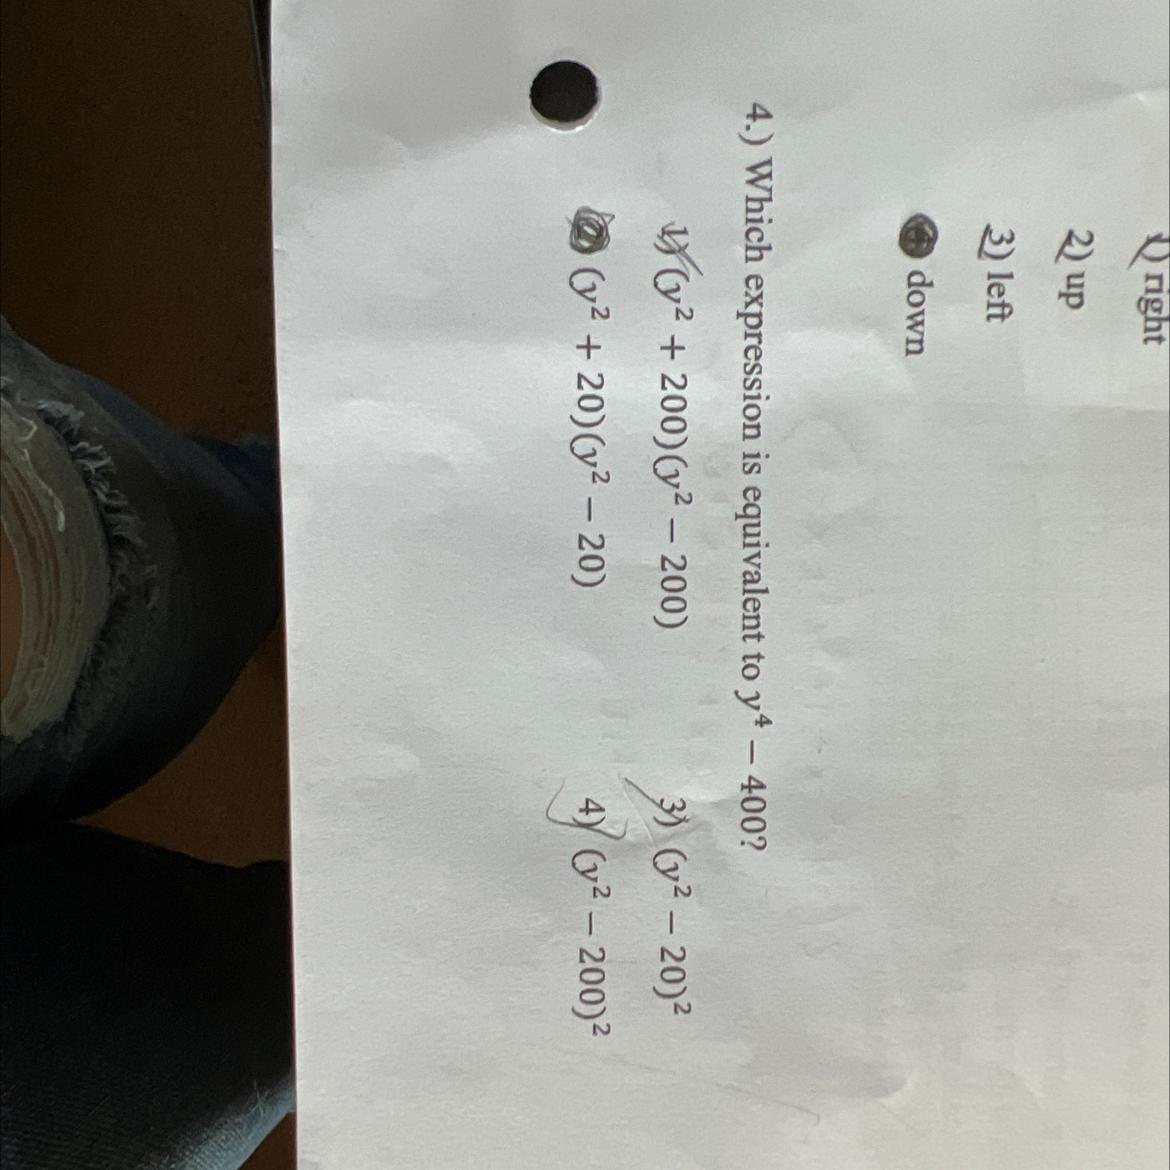 1) right
2) up
3) left
4) down
4.) Which expression is equivalent to y⁴ – 400?
1) (y² + 200)(y² – 200)
3) (y² – 20)²
2) (y² + 20)(y² – 20)
4) (y² – 200)²